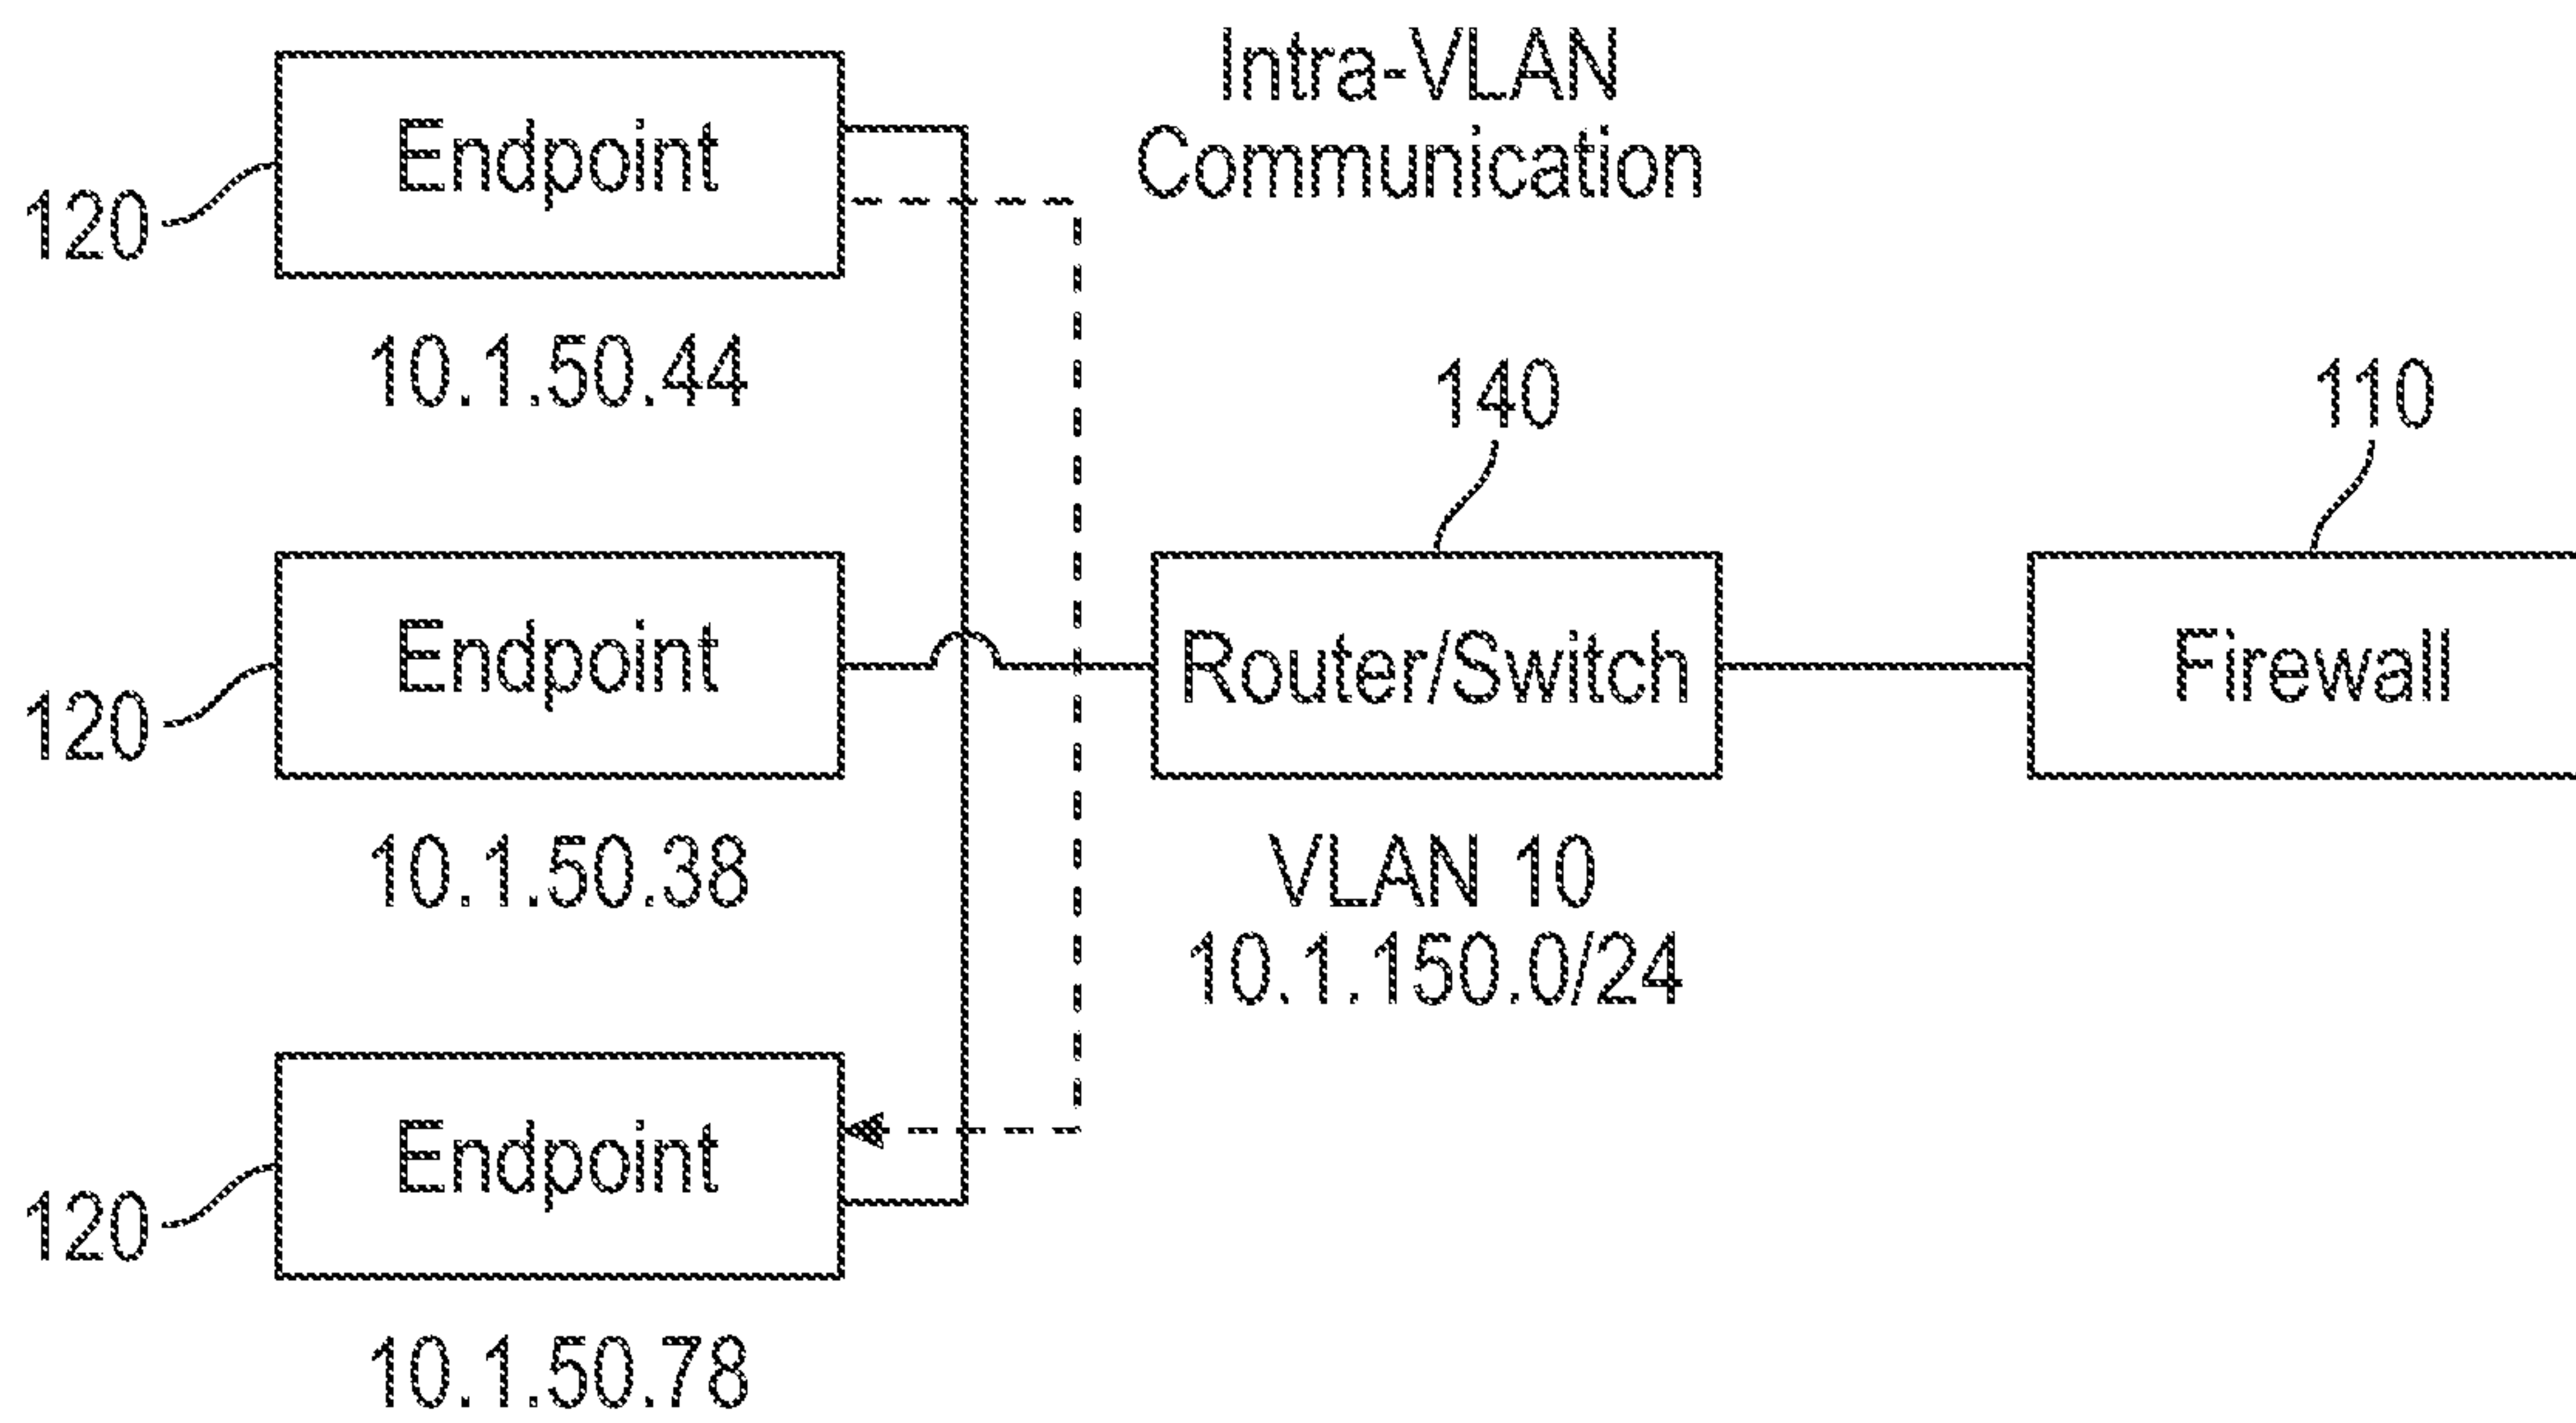 Intra-VLAN
Communication
Endpoint
120
10.1.50.44
140
110
Endpoint
Router/Switch
Firewall
120
10.1.50.38
VLAN 10
10.1.150.0/24
Endpoint
120
10.1.50.78